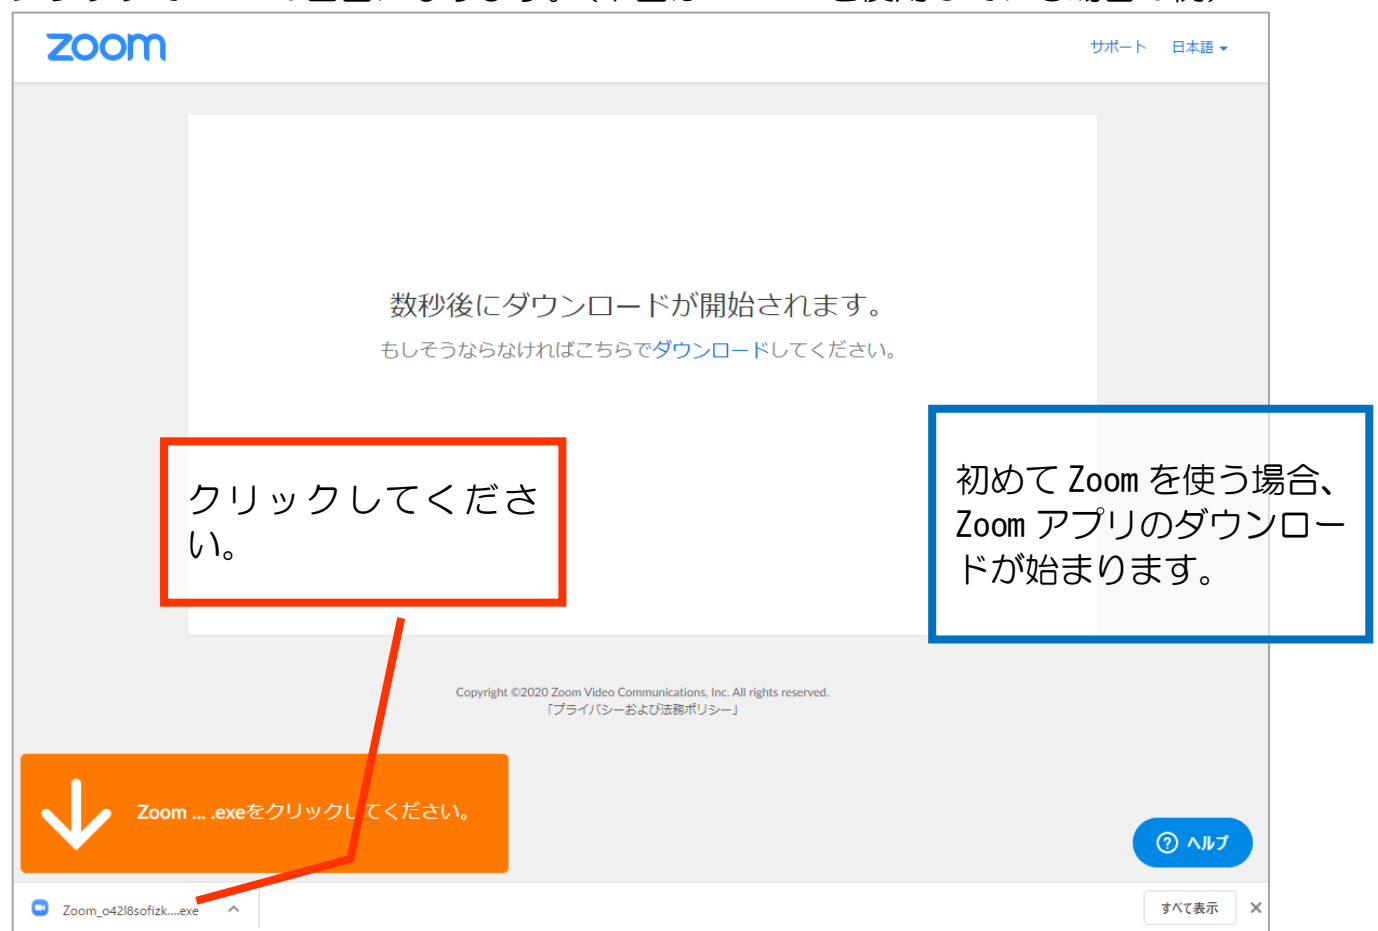 zoom
サポート 日本語
数秒後にダウンロードが開始されます。
もしそうならなければこちらでダウンロードしてください。
クリックしてくださ
い。
初めて Zoom を使う場合、
Zoom アプリのダウンロー
ドが始まります。
Copyright ©2020 Zoom Video Communications, Inc. All rights reserved.
「プライバシーおよび法務ポリシー」
Zoom ... .exeをクリックしてください。
ヘルプ
Zoom_o42l8sofizk....exe
すべて表示